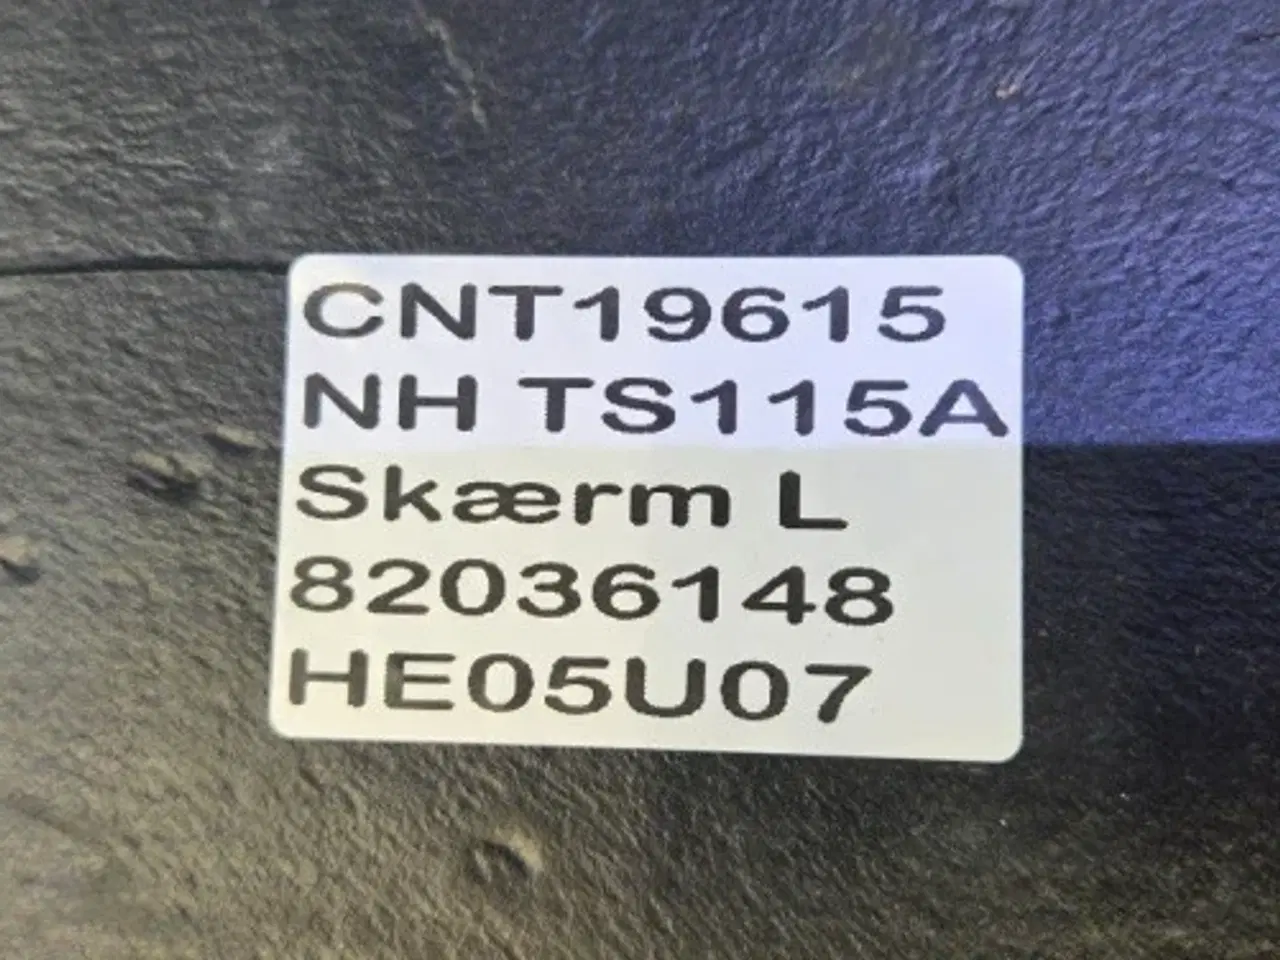 CNT19615
NH TS115A
Skærm L
82036148
HE05U07